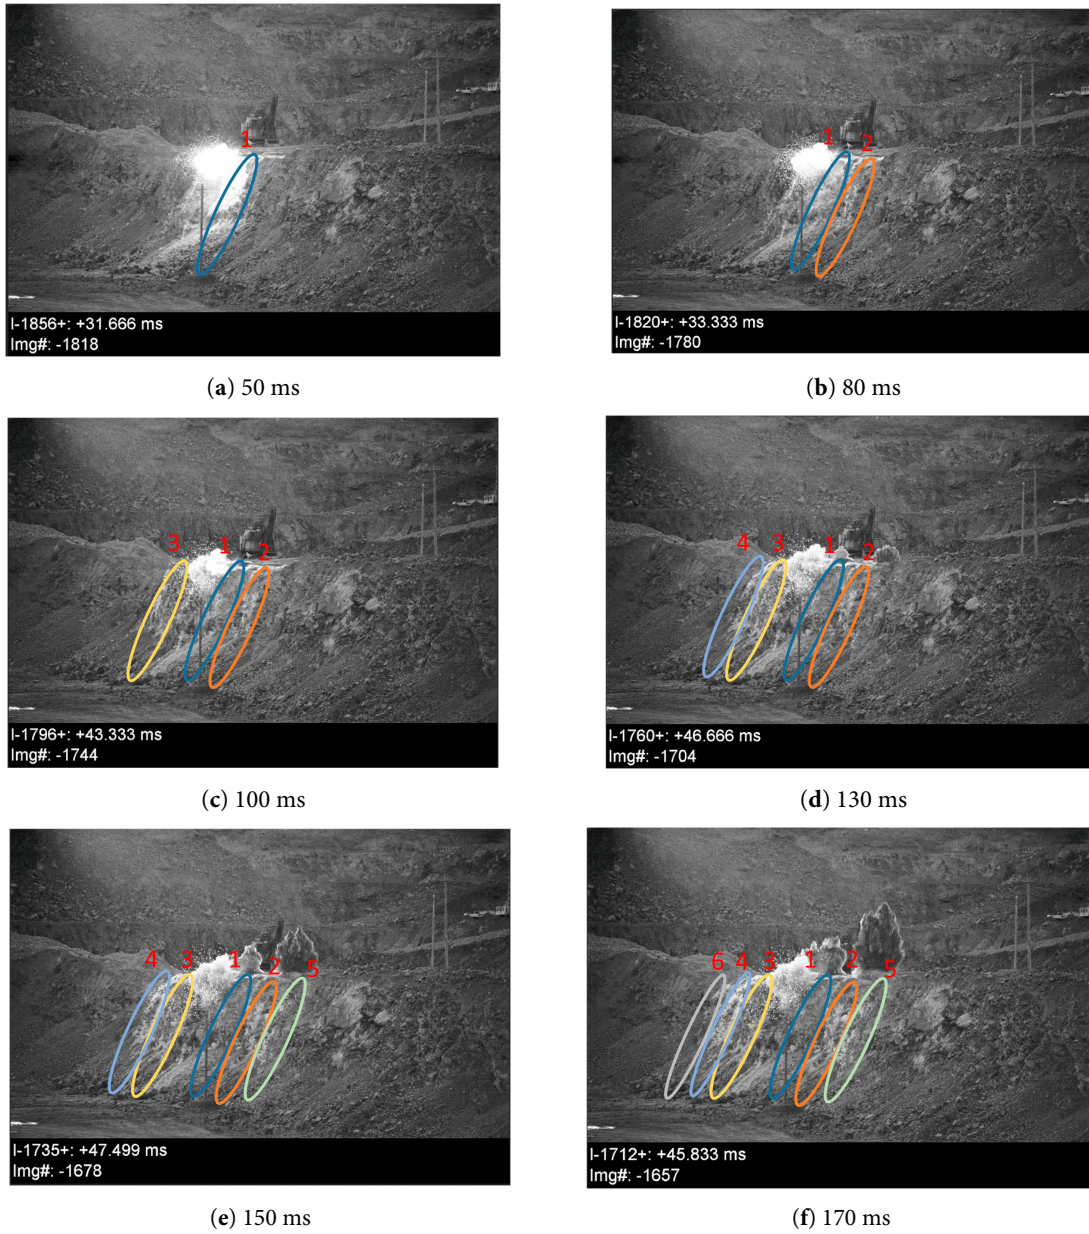 1
I-1856+: +31.666 ms
Img#: -1818
(a) 50 ms
1 2
I-1820+: +33.333 ms
Img#: -1780
(b) 80 ms
3 1 2
I-1796+: +43.333 ms
Img#: -1744
(c) 100 ms
4 3 1 2
I-1760+: +46.666 ms
Img#: -1704
(d) 130 ms
4 3 1 2 5
I-1735+: +47.499 ms
Img#: -1678
(e) 150 ms
6 4 3 1 2 5
I-1712+: +45.833 ms
Img#: -1657
(f) 170 ms